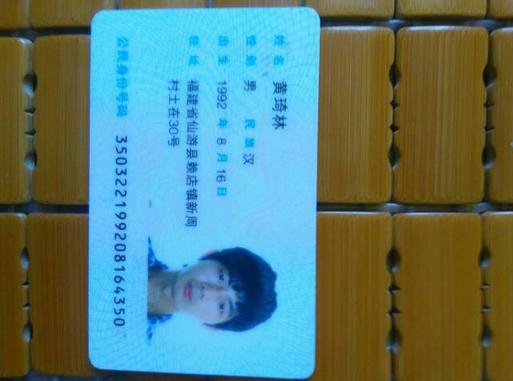 姓名 黄琦林
性别 男 民族 汉
出生 1992 年 8 月 16 日
住址 福建省仙游县赖店镇新周
村土在30号
公民身份号码 350322199208164350